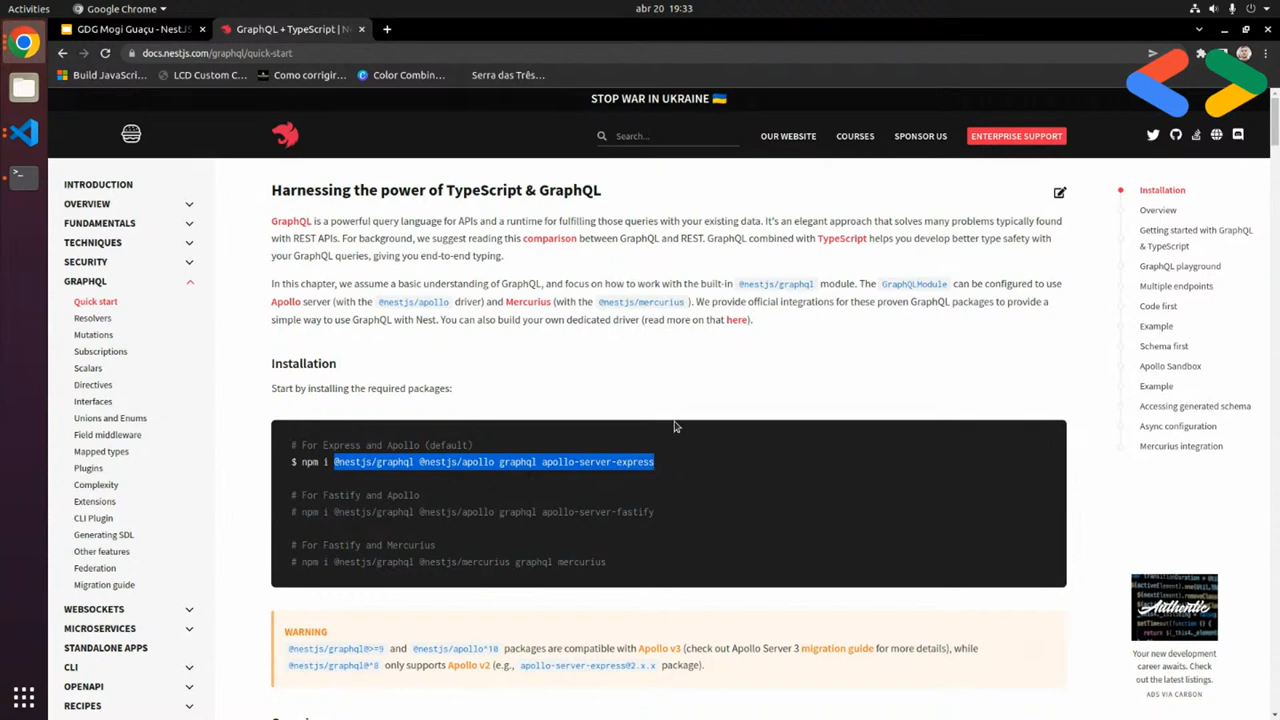 Activities
Google Chrome
abr 20 19:33
GDG Mogi Guaçu - NestJS
GraphQL + TypeScript | N
docs.nestjs.com/graphql/quick-start
Build JavaScri...
LCD Custom C...
Como corrigir,...
Color Combin...
Serra das Três...
STOP WAR IN UKRAINE 🇺🇦
Search...
OUR WEBSITE
COURSES
SPONSOR US
ENTERPRISE SUPPORT
INTRODUCTION
OVERVIEW
FUNDAMENTALS
TECHNIQUES
SECURITY
GRAPHQL
Quick start
Resolvers
Mutations
Subscriptions
Scalars
Directives
Interfaces
Unions and Enums
Field middleware
Mapped types
Plugins
Complexity
Extensions
CLI Plugin
Generating SDL
Other features
Federation
Migration guide
WEBSOCKETS
MICROSERVICES
STANDALONE APPS
CLI
OPENAPI
RECIPES
Harnessing the power of TypeScript & GraphQL
GraphQL is a powerful query language for APIs and a runtime for fulfilling those queries with your existing data. It's an elegant approach that solves many problems typically found
with REST APIs. For background, we suggest reading this comparison between GraphQL and REST. GraphQL combined with TypeScript helps you develop better type safety with
your GraphQL queries, giving you end-to-end typing.
In this chapter, we assume a basic understanding of GraphQL, and focus on how to work with the built-in @nestjs/graphql module. The GraphQLModule can be configured to use
Apollo server (with the @nestjs/apollo driver) and Mercurius (with the @nestjs/mercurius ). We provide official integrations for these proven GraphQL packages to provide a
simple way to use GraphQL with Nest. You can also build your own dedicated driver (read more on that here).
Installation
Start by installing the required packages:
# For Express and Apollo (default)
$ npm i @nestjs/graphql @nestjs/apollo graphql apollo-server-express
# For Fastify and Apollo
# npm i @nestjs/graphql @nestjs/apollo graphql apollo-server-fastify
# For Fastify and Mercurius
# npm i @nestjs/graphql @nestjs/mercurius graphql mercurius
WARNING
@nestjs/graphql@>=9 and @nestjs/apollo^10 packages are compatible with Apollo v3 (check out Apollo Server 3 migration guide for more details), while
@nestjs/graphql@^8 only supports Apollo v2 (e.g., apollo-server-express@2.x.x package).
Installation
Overview
Getting started with GraphQL
& TypeScript
GraphQL playground
Multiple endpoints
Code first
Example
Schema first
Apollo Sandbox
Example
Accessing generated schema
Async configuration
Mercurius integration
Authentic
Your new development
career awaits. Check
out the latest listings.
ADS VIA CARBON